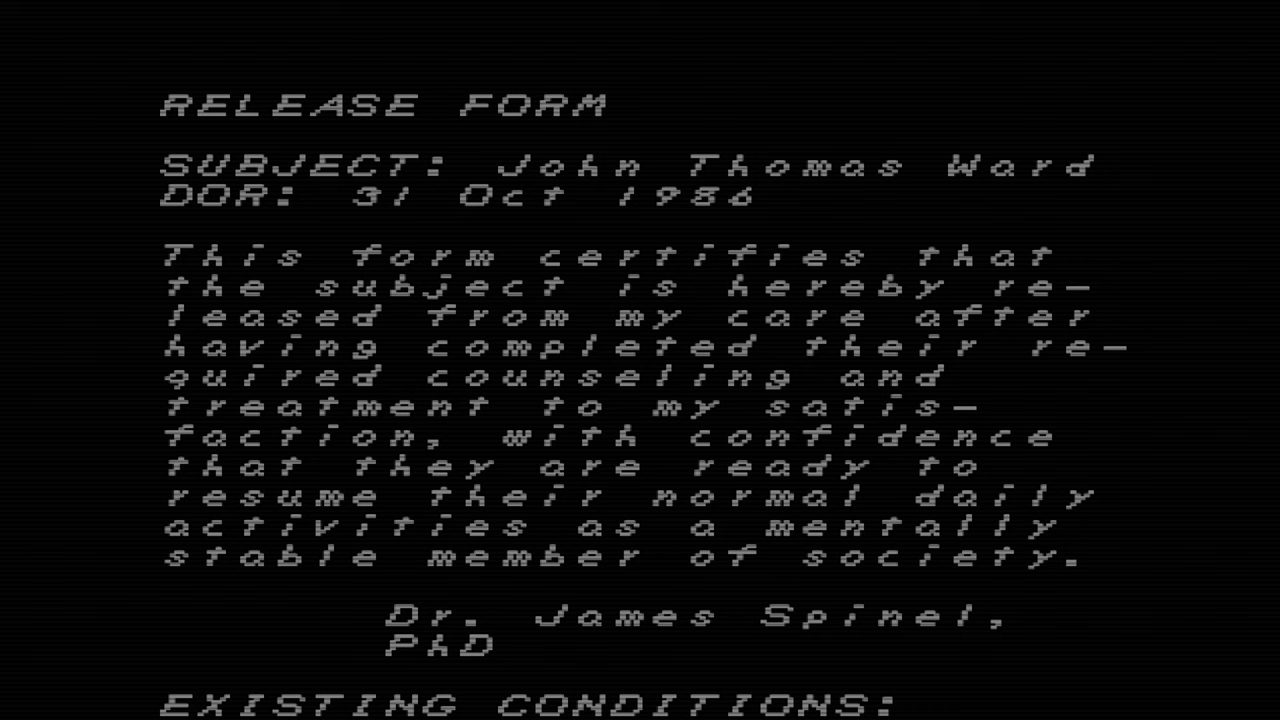 RELEASE FORM
SUBJECT: John Thomas Ward
DOR: 31 Oct 1986
This form certifies that
the subject is hereby re-
leased from my care after
having completed their re-
quired counseling and
treatment to my satis-
faction, with confidence
that they are ready to
resume their normal daily
activities as a mentally
stable member of society.
Dr. James Spinel,
PhD
EXISTING CONDITIONS: